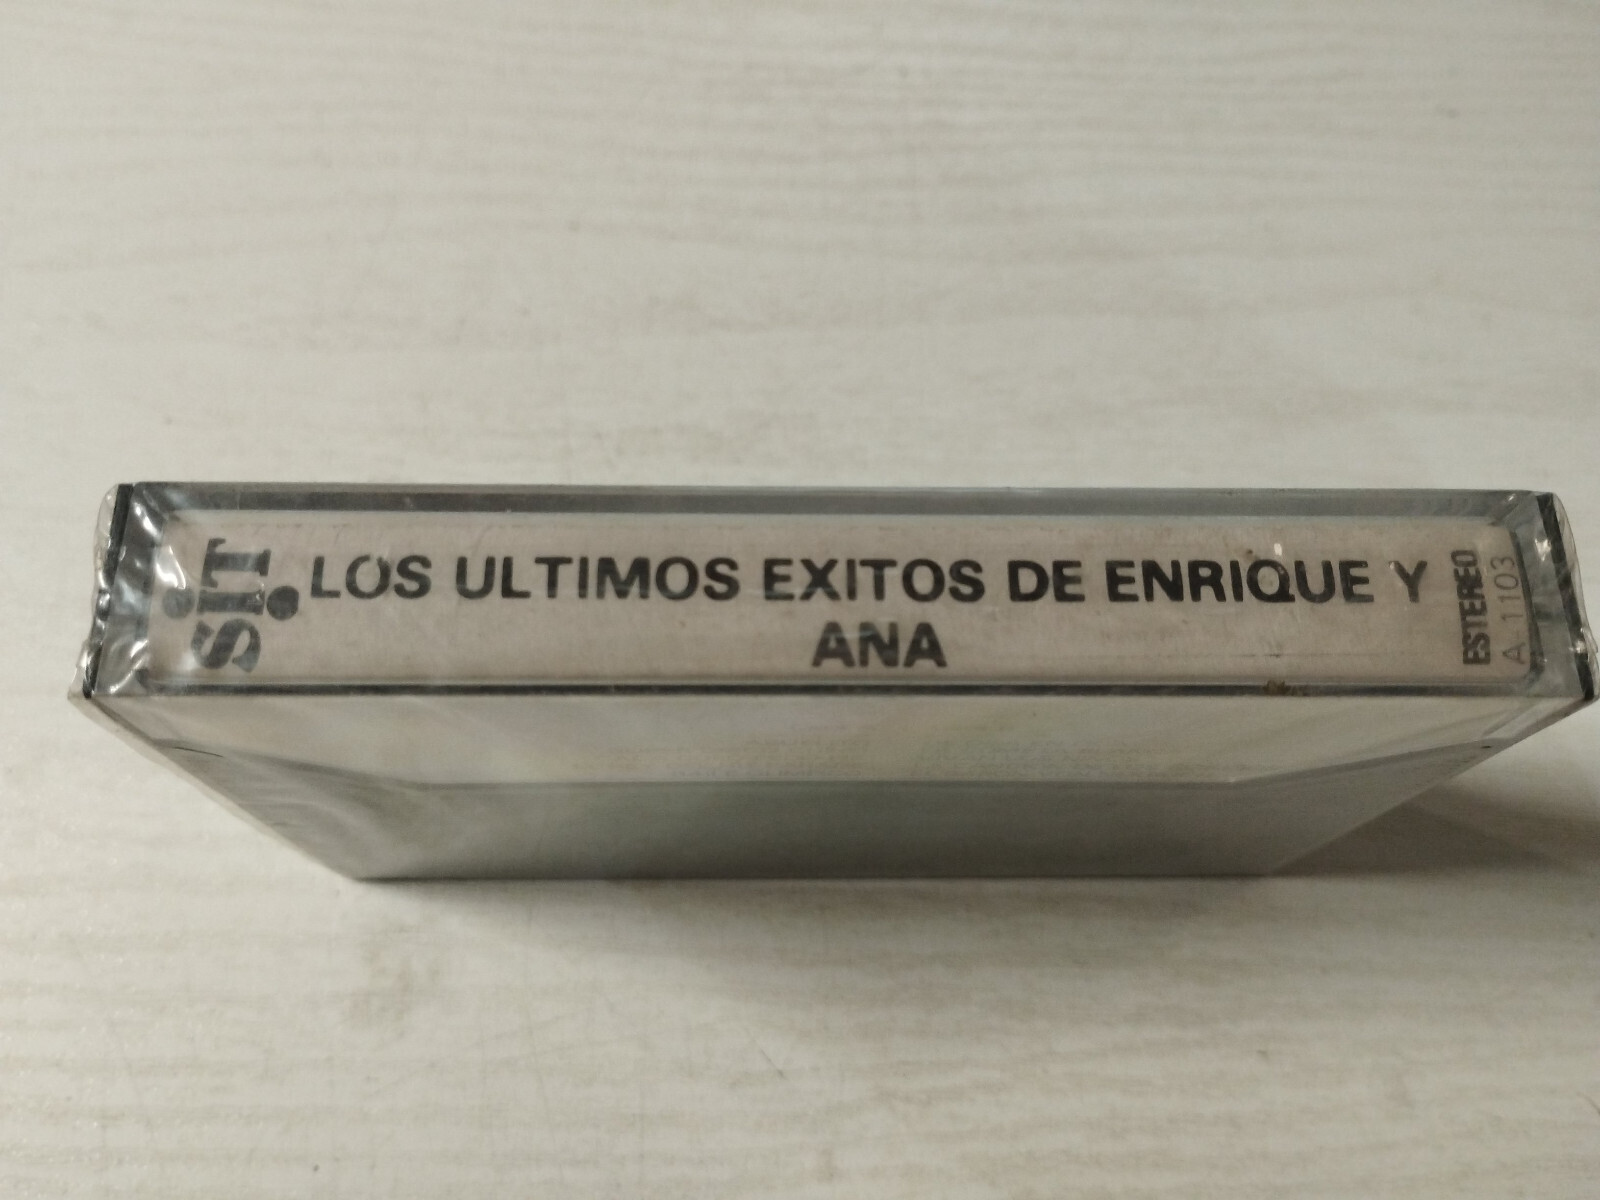 SiT
LOS ULTIMOS EXITOS DE ENRIQUE Y
ANA
ESTEREO
A-1103